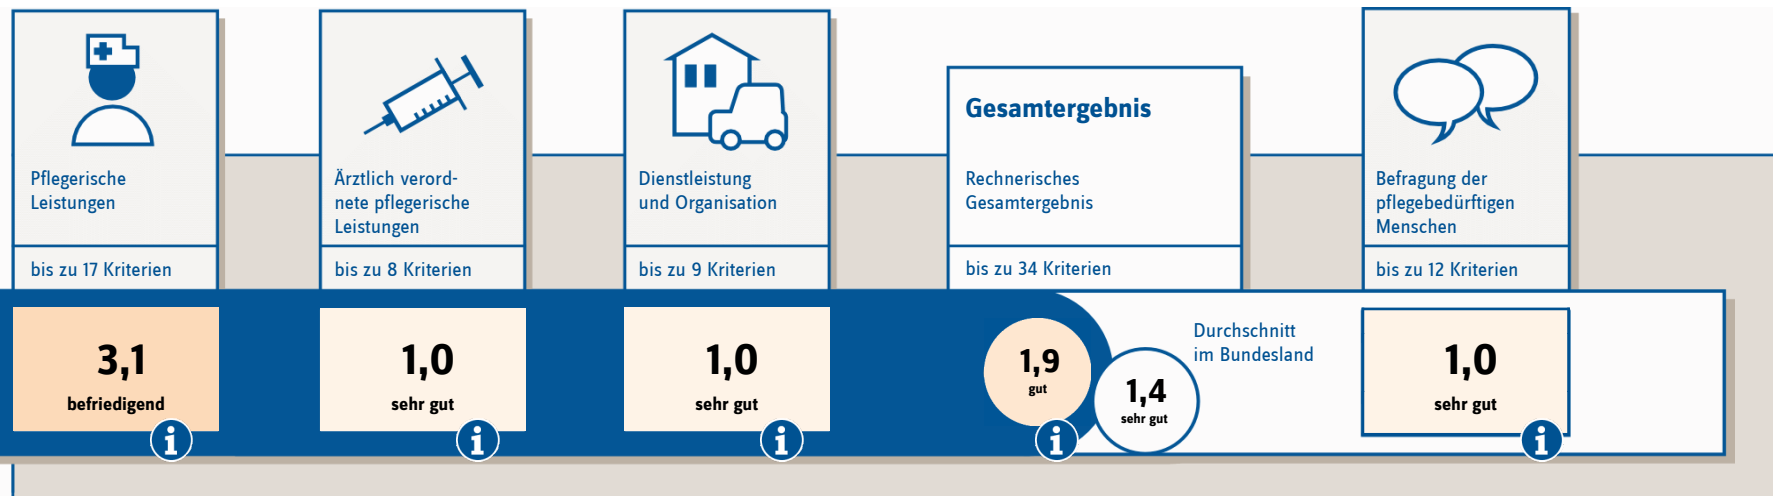 Pflegerische
Leistungen
bis zu 17 Kriterien
3,1
befriedigend
i
Ärztlich verord-
nete pflegerische
Leistungen
bis zu 8 Kriterien
1,0
sehr gut
i
Dienstleistung
und Organisation
bis zu 9 Kriterien
1,0
sehr gut
i
Gesamtergebnis
Rechnerisches
Gesamtergebnis
bis zu 34 Kriterien
1,9
gut
i
1,4
sehr gut
Durchschnitt
im Bundesland
Befragung der
pflegebedürftigen
Menschen
bis zu 12 Kriterien
1,0
sehr gut
i